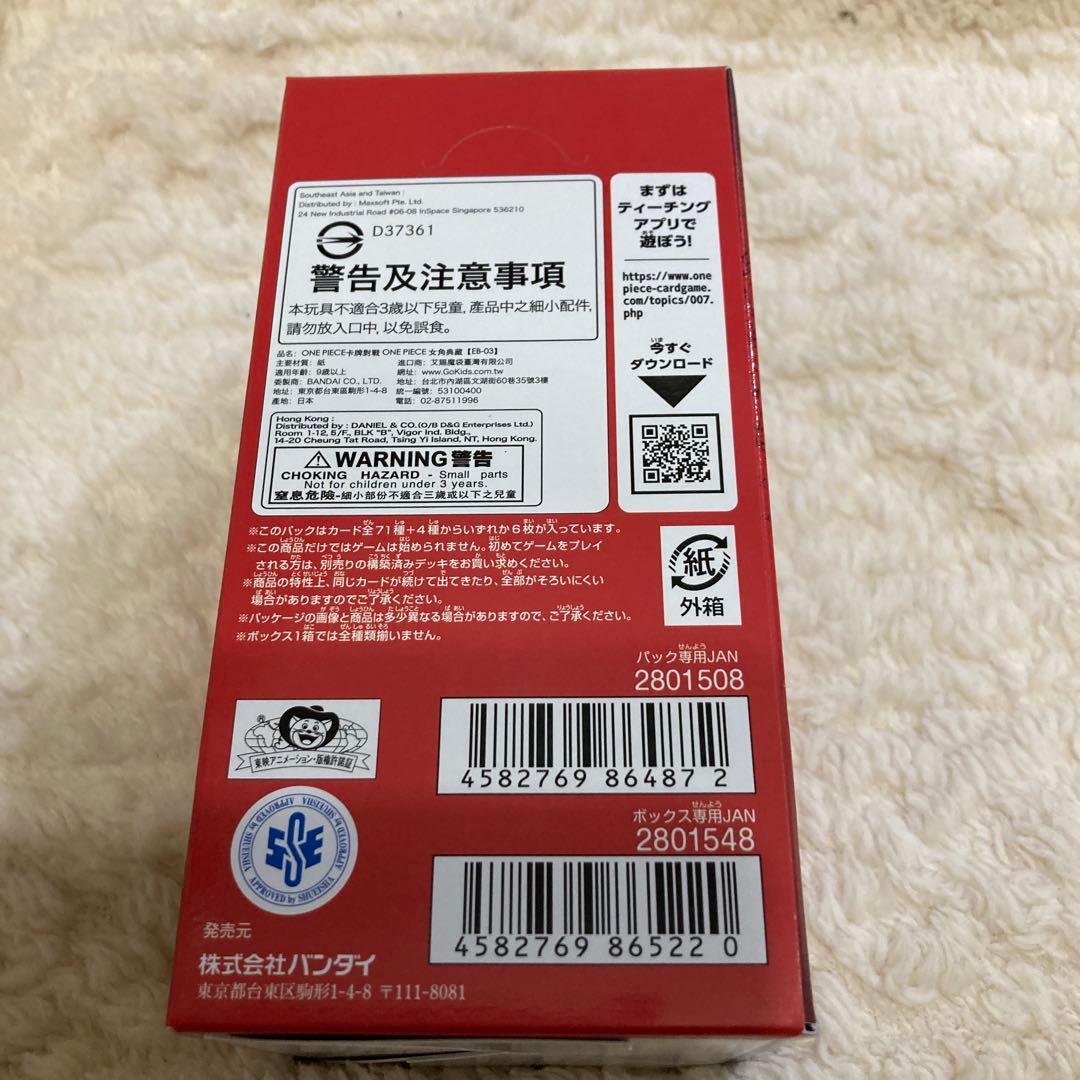 Southeast Asia and Taiwan :
Distributed by : Maxsoft Pte. Ltd.
24 New Industrial Road #06-08 InSpace Singapore 536210
D37361
警告及注意事項
本玩具不適合3歲以下兒童, 產品中之細小配件,
請勿放入口中, 以免誤食。
品名: ONE PIECE卡牌對戰 ONE PIECE 女角典藏【EB-03】
主要材質: 紙
適用年齡: 9歲以上
委製商: BANDAI CO., LTD.
地址: 東京都台東區駒形1-4-8
產地: 日本
進口商: 艾賜魔袋臺灣有限公司
網址: www.GoKids.com.tw
地址: 台北市內湖區文湖街60巷35號3樓
統一編號: 53100400
電話: 02-87511996
Hong Kong :
Distributed by : DANIEL & CO.(O/B D&G Enterprises Ltd.)
Room 1-12, 5/F., BLK "B", Vigor Ind. Bldg.,
14-20 Cheung Tat Road, Tsing Yi Island, NT, Hong Kong.
WARNING 警告
CHOKING HAZARD - Small parts
Not for children under 3 years.
窒息危險-細小部份不適合三歲或以下之兒童
まずは
ティーチング
アプリで
遊ぼう!
https://www.one
piece-cardgame.
com/topics/007.
php
今すぐ
ダウンロード
※このパックはカード全71種+4種からいずれか6枚が入っています。
※この商品だけではゲームは始められません。初めてゲームをプレイ
される方は、別売りの構築済みデッキをお買い求めください。
※商品の特性上、同じカードが続けて出てきたり、全部がそろいにくい
場合がありますのでご了承ください。
※パッケージの画像と商品は多少異なる場合がありますので、ご了承ください。
※ボックス1箱では全種類揃いません。
紙
外箱
パック専用JAN
2801508
4582769 86487 2
ボックス専用JAN
2801548
4582769 86522 0
東映アニメーション・版権許諾証
APPROVED by SHUEISHA
APPROVED by SHUEISHA
APPROVED by SHUEISHA
SSE
発売元
株式会社バンダイ
東京都台東区駒形1-4-8 〒111-8081